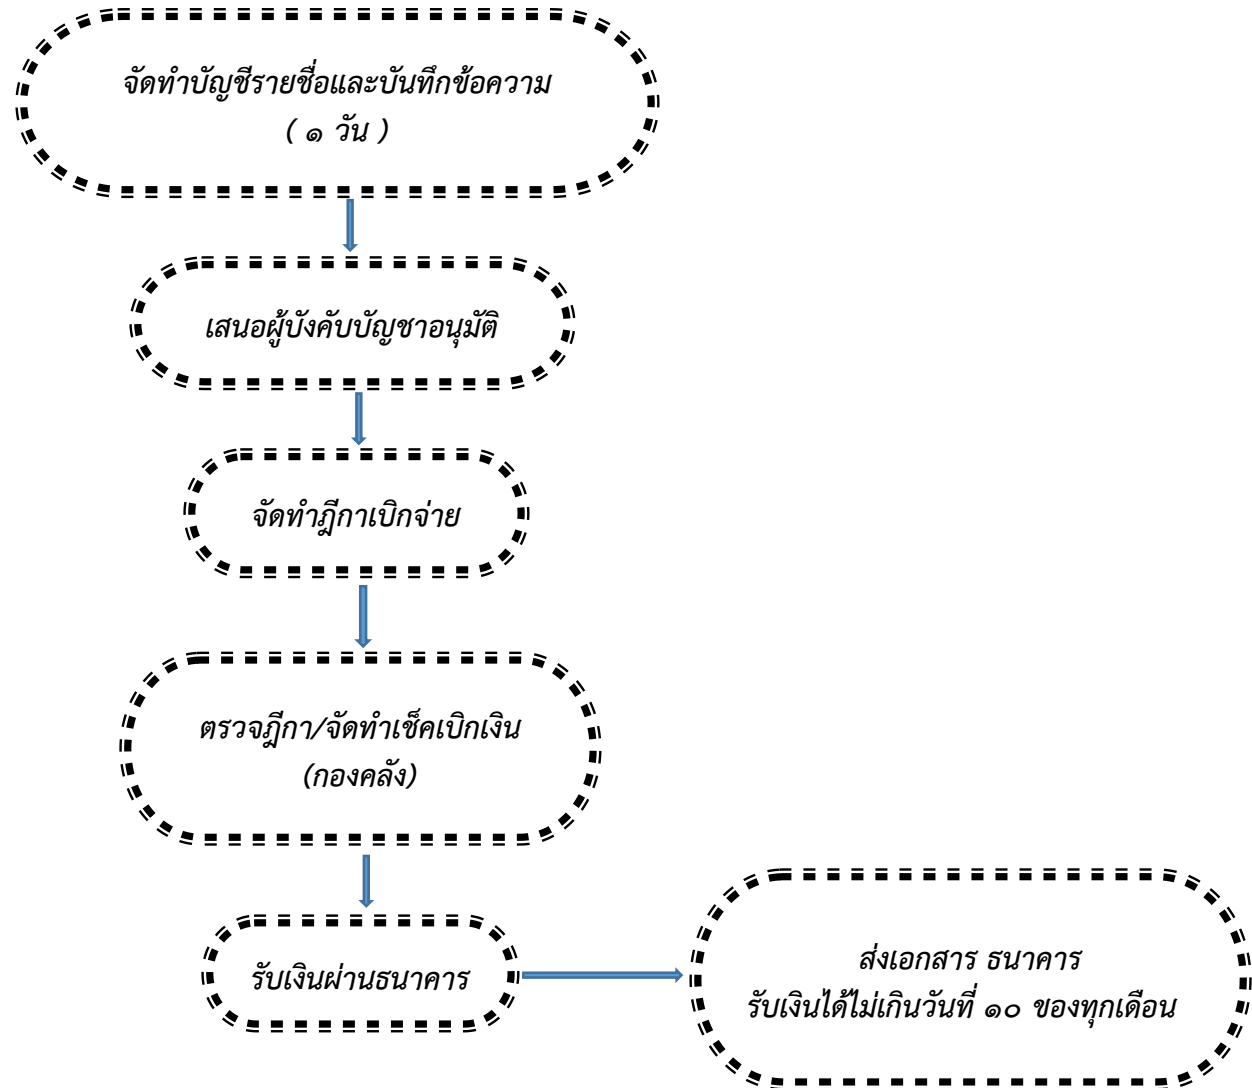 จัดทำบัญชีรายชื่อและบันทึกข้อความ
( ๑ วัน )
เสนอผู้บังคับบัญชาอนุมัติ
จัดทำฎีกาเบิกจ่าย
ตรวจฎีกา/จัดทำเช็คเบิกเงิน
(กองคลัง)
รับเงินผ่านธนาคาร
ส่งเอกสาร ธนาคาร
รับเงินได้ไม่เกินวันที่ ๑๐ ของทุกเดือน